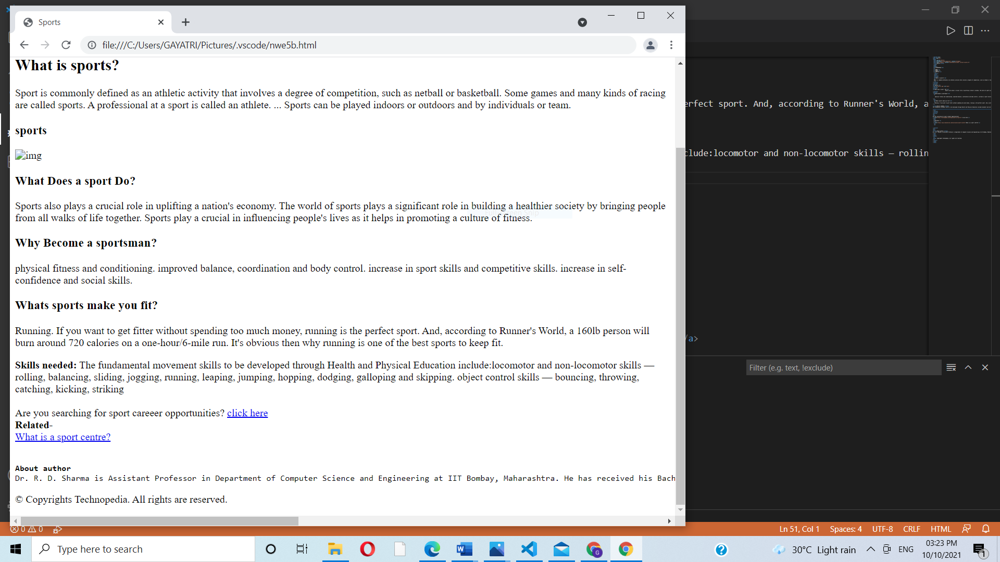 Sports
file:///C:/Users/GAYATRI/Pictures/.vscode/nwe5b.html
What is sports?
Sport is commonly defined as an athletic activity that involves a degree of competition, such as netball or basketball. Some games and many kinds of racing
are called sports. A professional at a sport is called an athlete. ... Sports can be played indoors or outdoors and by individuals or team.
sports
img
What Does a sport Do?
Sports also plays a crucial role in uplifting a nation's economy. The world of sports plays a significant role in building a healthier society by bringing people
from all walks of life together. Sports play a crucial in influencing people's lives as it helps in promoting a culture of fitness.
Why Become a sportsman?
physical fitness and conditioning. improved balance, coordination and body control. increase in sport skills and competitive skills. increase in self-
confidence and social skills.
Whats sports make you fit?
Running. If you want to get fitter without spending too much money, running is the perfect sport. And, according to Runner's World, a 160lb person will
burn around 720 calories on a one-hour/6-mile run. It's obvious then why running is one of the best sports to keep fit.
Skills needed: The fundamental movement skills to be developed through Health and Physical Education include:locomotor and non-locomotor skills —
rolling, balancing, sliding, jogging, running, leaping, jumping, hopping, dodging, galloping and skipping. object control skills — bouncing, throwing,
catching, kicking, striking
Are you searching for sport careeer opportunities? click here
Related-
What is a sport centre?
About author
Dr. R. D. Sharma is Assistant Professor in Department of Computer Science and Engineering at IIT Bombay, Maharashtra. He has received his Bach
© Copyrights Technopedia. All rights are reserved.
erfect sport. And, according to Runner's World, a
clude:locomotor and non-locomotor skills — rollin
/a>
Filter (e.g. text, !exclude)
0 0
Ln 51, Col 1 Spaces: 4 UTF-8 CRLF HTML
Type here to search
30°C Light rain
ENG
03:23 PM
10/10/2021
1